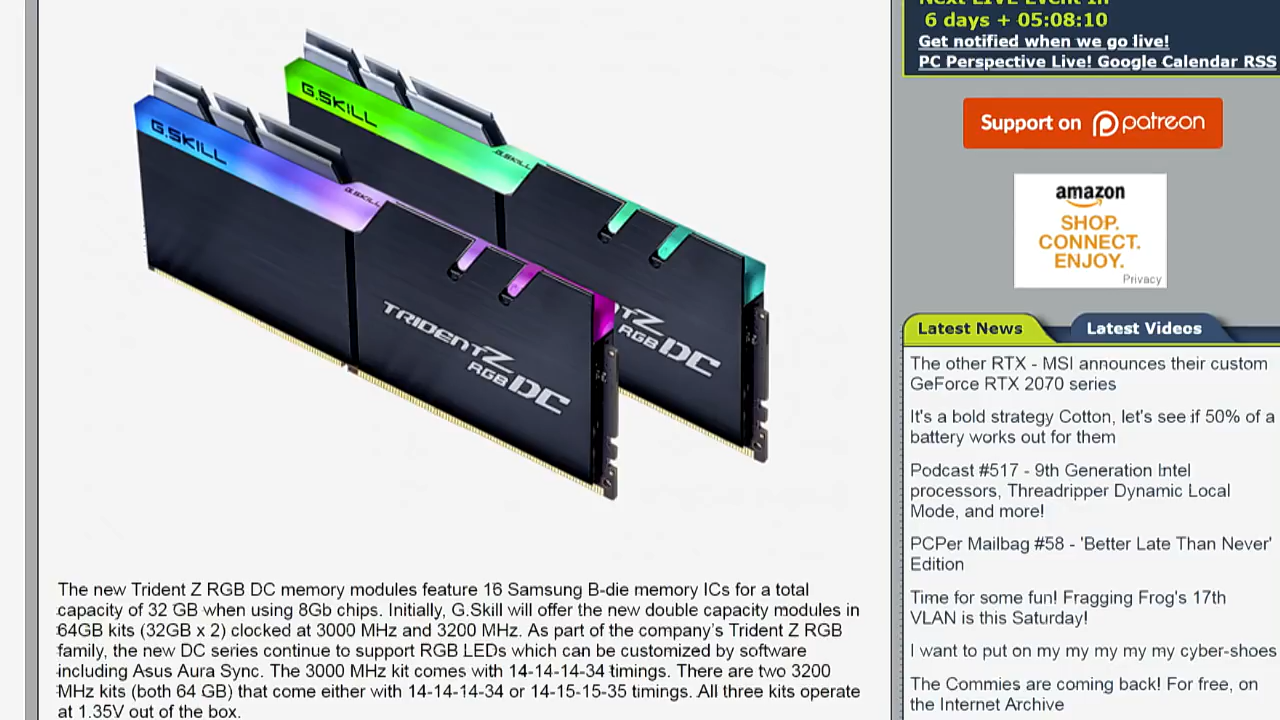 Next LIVE Event in
6 days + 05:08:10
Get notified when we go live!
PC Perspective Live! Google Calendar RSS
Support on patreon
amazon
SHOP.
CONNECT.
ENJOY.
Privacy
G.SKILL
G.SKILL
G.SKILL
G.SKILL
TRIDENT Z
RGB DC
TZ
RGB DC
Latest News
Latest Videos
The other RTX - MSI announces their custom
GeForce RTX 2070 series
It's a bold strategy Cotton, let's see if 50% of a
battery works out for them
Podcast #517 - 9th Generation Intel
processors, Threadripper Dynamic Local
Mode, and more!
PCPer Mailbag #58 - 'Better Late Than Never'
Edition
Time for some fun! Fragging Frog's 17th
VLAN is this Saturday!
I want to put on my my my my my cyber-shoes
The Commies are coming back! For free, on
the Internet Archive
The new Trident Z RGB DC memory modules feature 16 Samsung B-die memory ICs for a total
capacity of 32 GB when using 8Gb chips. Initially, G.Skill will offer the new double capacity modules in
64GB kits (32GB x 2) clocked at 3000 MHz and 3200 MHz. As part of the company's Trident Z RGB
family, the new DC series continue to support RGB LEDs which can be customized by software
including Asus Aura Sync. The 3000 MHz kit comes with 14-14-14-34 timings. There are two 3200
MHz kits (both 64 GB) that come either with 14-14-14-34 or 14-15-15-35 timings. All three kits operate
at 1.35V out of the box.